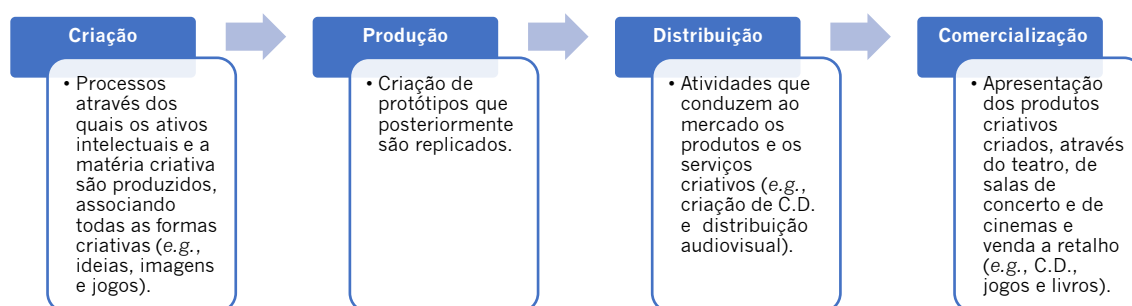 Criação
• Processos
através dos
quais os ativos
intelectuais e a
matéria criativa
são produzidos,
associando
todas as formas
criativas (e.g.,
ideias, imagens
e jogos).
Produção
• Criação de
protótipos que
posteriormente
são replicados.
Distribuição
• Atividades que
conduzem ao
mercado os
produtos e os
serviços
criativos (e.g.,
criação de C.D.
e distribuição
audiovisual).
Comercialização
• Apresentação
dos produtos
criativos
criados, através
do teatro, de
salas de
concerto e de
cinemas e
venda a retalho
(e.g., C.D.,
jogos e livros).